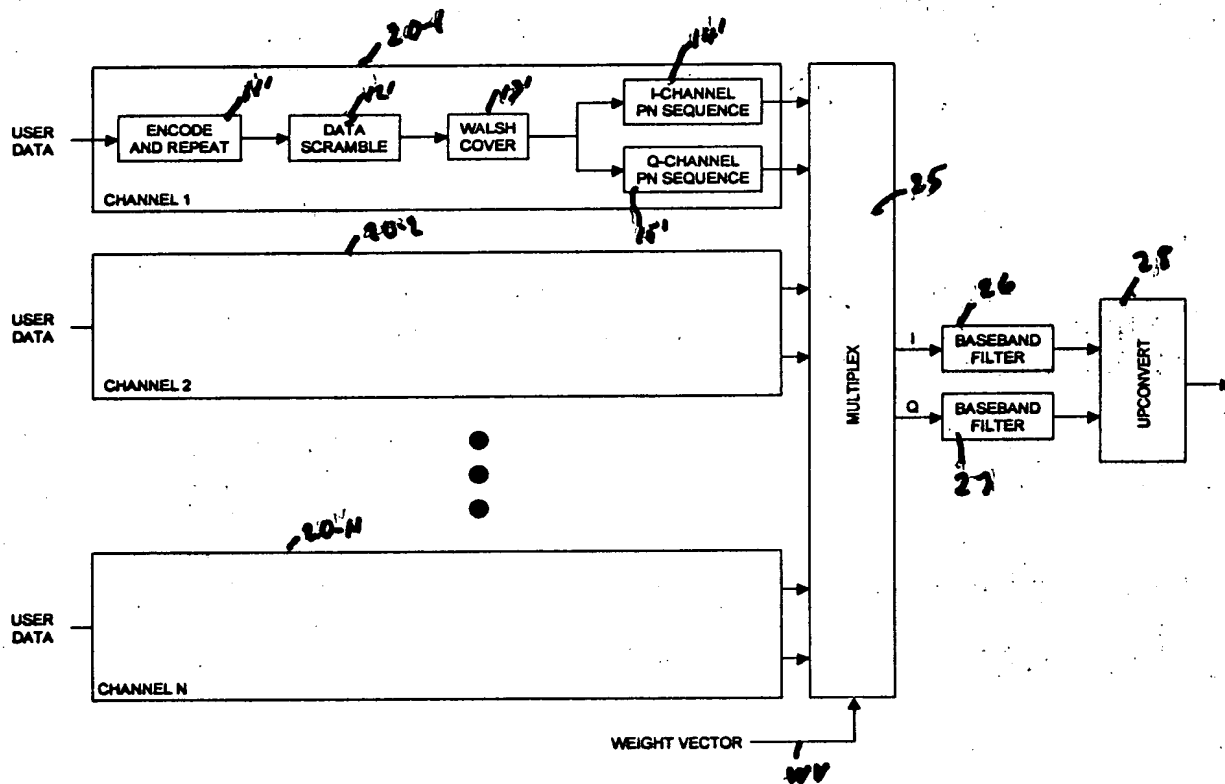 20-1
14'
11'
12'
13'
I-CHANNEL
PN SEQUENCE
USER
DATA
ENCODE
AND REPEAT
DATA
SCRAMBLE
WALSH
COVER
Q-CHANNEL
PN SEQUENCE
CHANNEL 1
15'
25
20-2
USER
DATA
CHANNEL 2
MULTIPLEX
26
28
I
BASEBAND
FILTER
Q
BASEBAND
FILTER
UPCONVERT
27
20-N
USER
DATA
CHANNEL N
WEIGHT VECTOR
WV